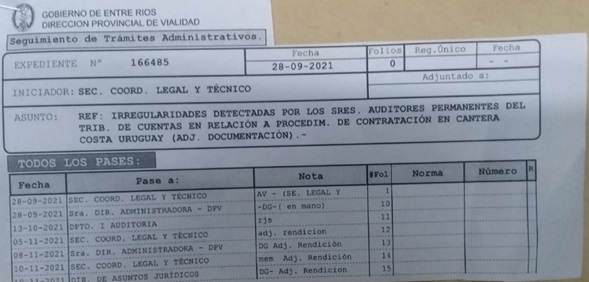 GOBIERNO DE ENTRE RIOS
DIRECCION PROVINCIAL DE VIALIDAD
Seguimiento de Trámites Administrativos.
EXPEDIENTE N° 166485 Fecha 28-09-2021 Folios 0 Reg.Único Fecha - -
Adjuntado a:
INICIADOR: SEC. COORD. LEGAL Y TÉCNICO
ASUNTO: REF: IRREGULARIDADES DETECTADAS POR LOS SRES. AUDITORES PERMANENTES DEL
TRIB. DE CUENTAS EN RELACIÓN A PROCEDIM. DE CONTRATACIÓN EN CANTERA
COSTA URUGUAY (ADJ. DOCUMENTACIÓN).-
TODOS LOS PASES:
Fecha Pase a: Nota #Fol Norma Número R
28-09-2021 SEC. COORD. LEGAL Y TÉCNICO AV - (SE. LEGAL Y 1
28-09-2021 Sra. DIR. ADMINISTRADORA - DPV -DG-( en mano) 10
13-10-2021 DPTO. I AUDITORIA rjs 11
05-11-2021 SEC. COORD. LEGAL Y TÉCNICO adj. rendicion 12
08-11-2021 Sra. DIR. ADMINISTRADORA - DPV DG Adj. Rendición 13
10-11-2021 SEC. COORD. LEGAL Y TÉCNICO mem Adj. Rendición 14
DIR. DE ASUNTOS JURÍDICOS DG- Adj. Rendicion 15